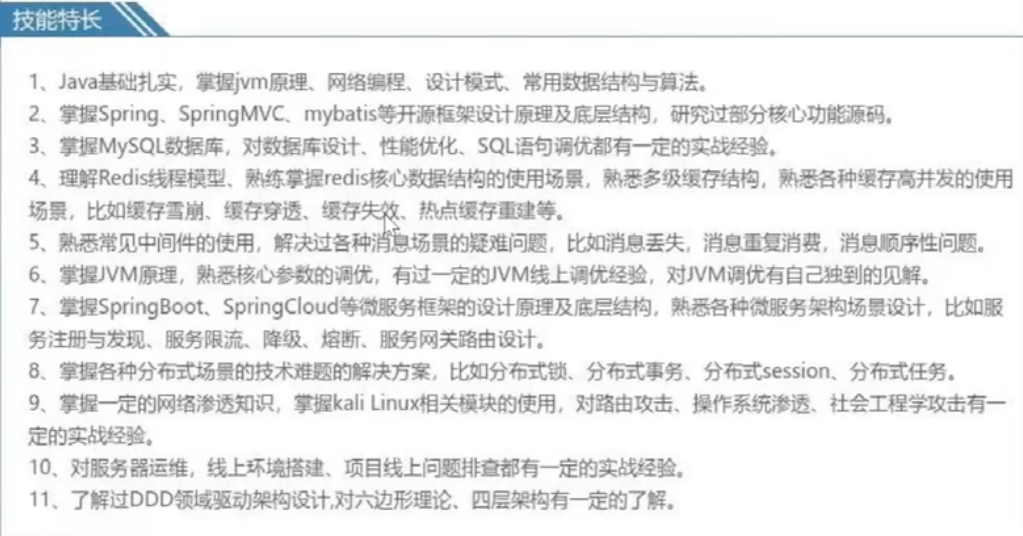 技能特长
1、Java基础扎实，掌握jvm原理、网络编程、设计模式、常用数据结构与算法。
2、掌握Spring、SpringMVC、mybatis等开源框架设计原理及底层结构，研究过部分核心功能源码。
3、掌握MySQL数据库，对数据库设计、性能优化、SQL语句调优都有一定的实战经验。
4、理解Redis线程模型、熟练掌握redis核心数据结构的使用场景，熟悉多级缓存结构，熟悉各种缓存高并发的使用
场景，比如缓存雪崩、缓存穿透、缓存失效、热点缓存重建等。
5、熟悉常见中间件的使用，解决过各种消息场景的疑难问题，比如消息丢失，消息重复消费，消息顺序性问题。
6、掌握JVM原理，熟悉核心参数的调优，有过一定的JVM线上调优经验，对JVM调优有自己独到的见解。
7、掌握SpringBoot、SpringCloud等微服务框架的设计原理及底层结构，熟悉各种微服务架构场景设计，比如服
务注册与发现、服务限流、降级、熔断、服务网关路由设计。
8、掌握各种分布式场景的技术难题的解决方案，比如分布式锁、分布式事务、分布式session、分布式任务。
9、掌握一定的网络渗透知识，掌握kali Linux相关模块的使用，对路由攻击、操作系统渗透、社会工程学攻击有一
定的实战经验。
10、对服务器运维，线上环境搭建、项目线上问题排查都有一定的实战经验。
11、了解过DDD领域驱动架构设计,对六边形理论、四层架构有一定的了解。